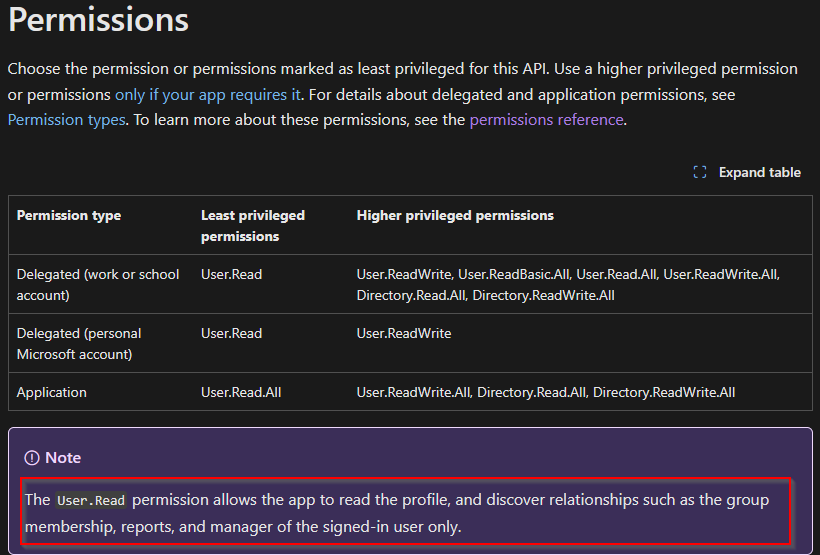 Permissions
Choose the permission or permissions marked as least privileged for this API. Use a higher privileged permission
or permissions only if your app requires it. For details about delegated and application permissions, see
Permission types. To learn more about these permissions, see the permissions reference.
Expand table
Permission type Least privileged permissions Higher privileged permissions
Delegated (work or school account) User.Read User.ReadWrite, User.ReadBasic.All, User.Read.All, User.ReadWrite.All, Directory.Read.All, Directory.ReadWrite.All
Delegated (personal Microsoft account) User.Read User.ReadWrite
Application User.Read.All User.ReadWrite.All, Directory.Read.All, Directory.ReadWrite.All
Note
The User.Read permission allows the app to read the profile, and discover relationships such as the group
membership, reports, and manager of the signed-in user only.